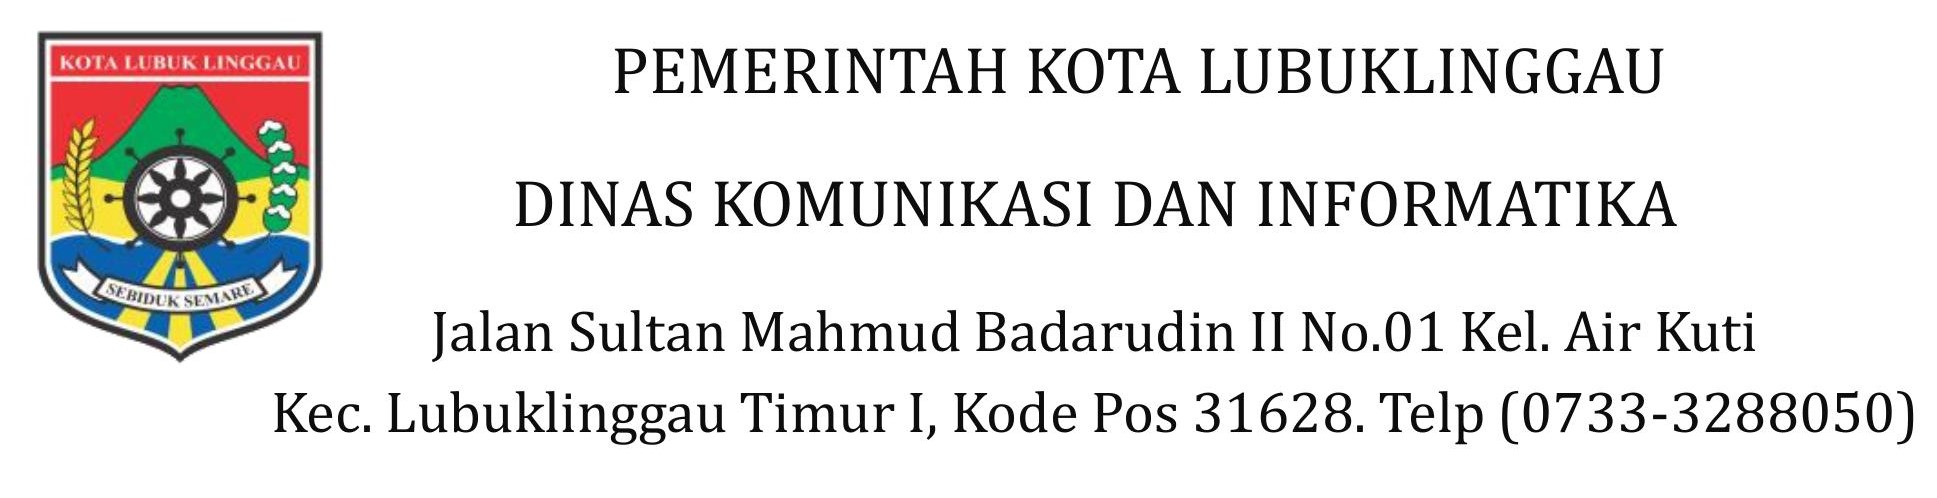 KOTA LUBUK LINGGAU
SEBIDUK SEMARE
PEMERINTAH KOTA LUBUKLINGGAU
DINAS KOMUNIKASI DAN INFORMATIKA
Jalan Sultan Mahmud Badarudin II No.01 Kel. Air Kuti
Kec. Lubuklinggau Timur I, Kode Pos 31628. Telp (0733-3288050)